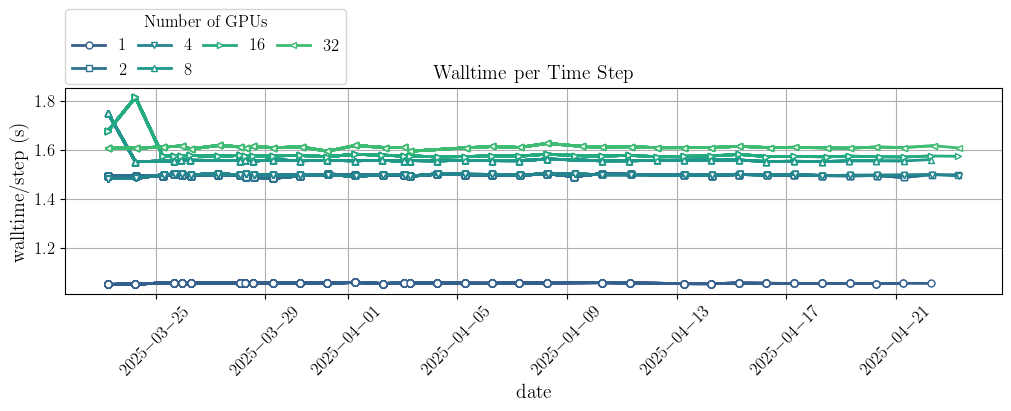 Number of GPUs
1 4 16 32
2 8
Walltime per Time Step
1.8
1.6
1.4
1.2
walltime/step (s)
2025−03−25 2025−03−29 2025−04−01 2025−04−05 2025−04−09 2025−04−13 2025−04−17 2025−04−21
date